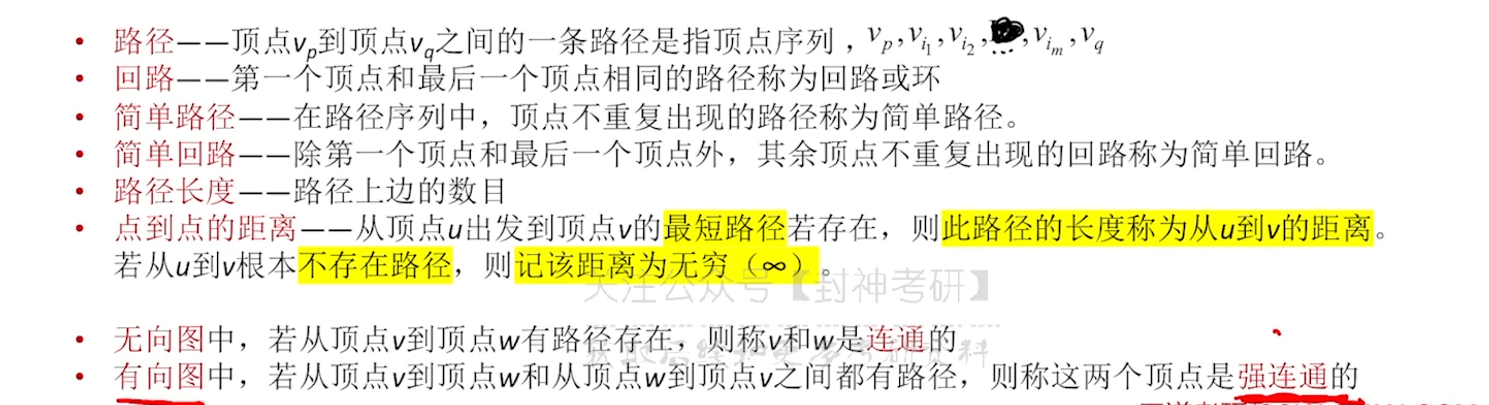 • 路径——顶点vp到顶点vq之间的一条路径是指顶点序列，vp,vi1,vi2,…,vim,vq
• 回路——第一个顶点和最后一个顶点相同的路径称为回路或环
• 简单路径——在路径序列中，顶点不重复出现的路径称为简单路径。
• 简单回路——除第一个顶点和最后一个顶点外，其余顶点不重复出现的回路称为简单回路。
• 路径长度——路径上边的数目
• 点到点的距离——从顶点u出发到顶点v的最短路径若存在，则此路径的长度称为从u到v的距离。
若从u到v根本不存在路径，则记该距离为无穷（∞）。
关注公众号【封神考研】
• 无向图中，若从顶点v到顶点w有路径存在，则称v和w是连通的
• 有向图中，若从顶点v到顶点w和从顶点w到顶点v之间都有路径，则称这两个顶点是强连通的